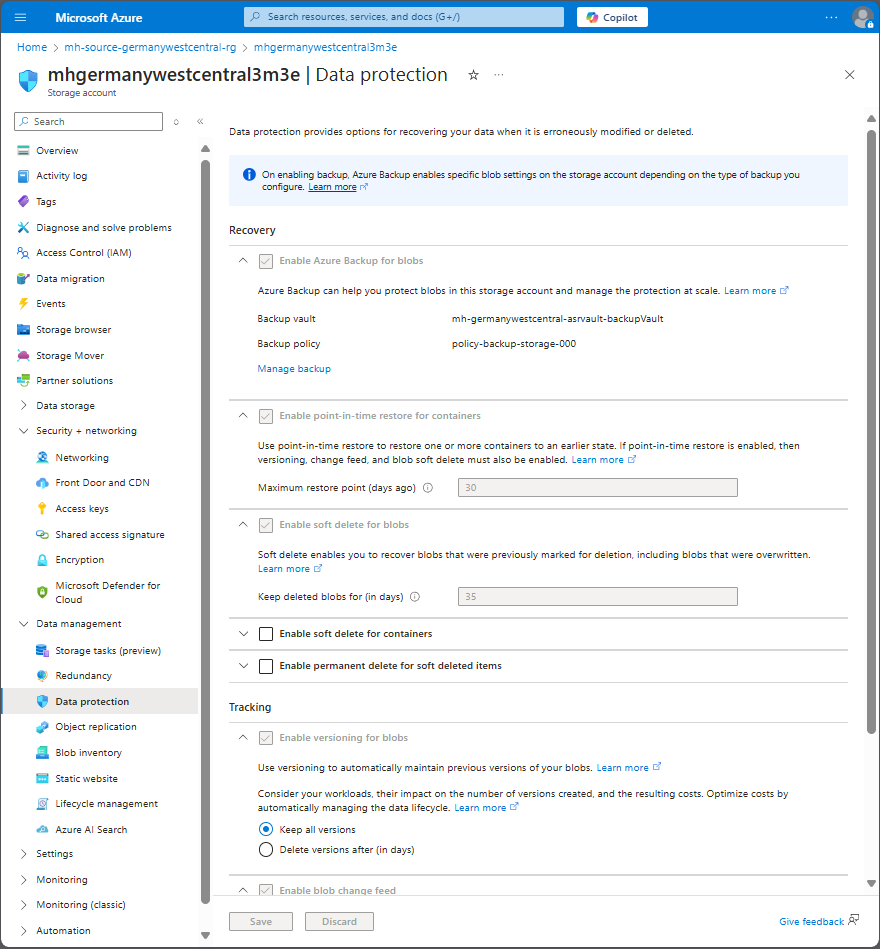 Microsoft Azure
Search resources, services, and docs (G+/)
Copilot
Home > mh-source-germanywestcentral-rg > mhgermanywestcentral3m3e
mhgermanywestcentral3m3e | Data protection
Storage account
Search
Overview
Activity log
Tags
Diagnose and solve problems
Access Control (IAM)
Data migration
Events
Storage browser
Storage Mover
Partner solutions
Data storage
Security + networking
Networking
Front Door and CDN
Access keys
Shared access signature
Encryption
Microsoft Defender for
Cloud
Data management
Storage tasks (preview)
Redundancy
Data protection
Object replication
Blob inventory
Static website
Lifecycle management
Azure AI Search
Settings
Monitoring
Monitoring (classic)
Automation
Data protection provides options for recovering your data when it is erroneously modified or deleted.
On enabling backup, Azure Backup enables specific blob settings on the storage account depending on the type of backup you
configure. Learn more
Recovery
Enable Azure Backup for blobs
Azure Backup can help you protect blobs in this storage account and manage the protection at scale. Learn more
Backup vault mh-germanywestcentral-asrvault-backupVault
Backup policy policy-backup-storage-000
Manage backup
Enable point-in-time restore for containers
Use point-in-time restore to restore one or more containers to an earlier state. If point-in-time restore is enabled, then
versioning, change feed, and blob soft delete must also be enabled. Learn more
Maximum restore point (days ago) 30
Enable soft delete for blobs
Soft delete enables you to recover blobs that were previously marked for deletion, including blobs that were overwritten.
Learn more
Keep deleted blobs for (in days) 35
Enable soft delete for containers
Enable permanent delete for soft deleted items
Tracking
Enable versioning for blobs
Use versioning to automatically maintain previous versions of your blobs. Learn more
Consider your workloads, their impact on the number of versions created, and the resulting costs. Optimize costs by
automatically managing the data lifecycle. Learn more
Keep all versions
Delete versions after (in days)
Enable blob change feed
Save
Discard
Give feedback